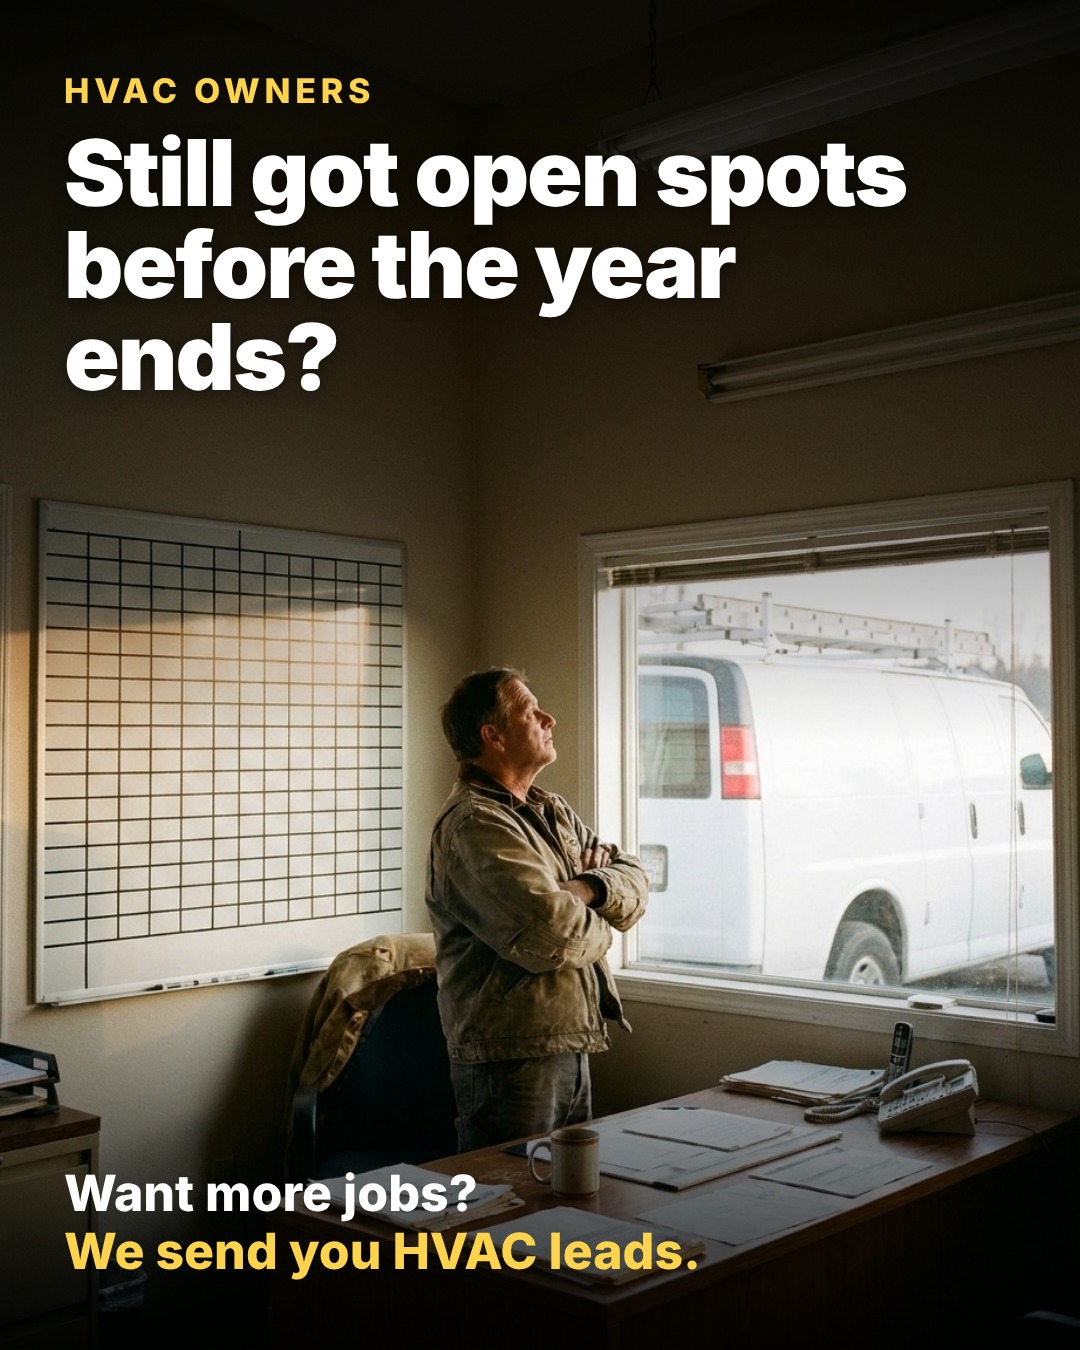 HVAC OWNERS
Still got open spots
before the year
ends?
Want more jobs?
We send you HVAC leads.